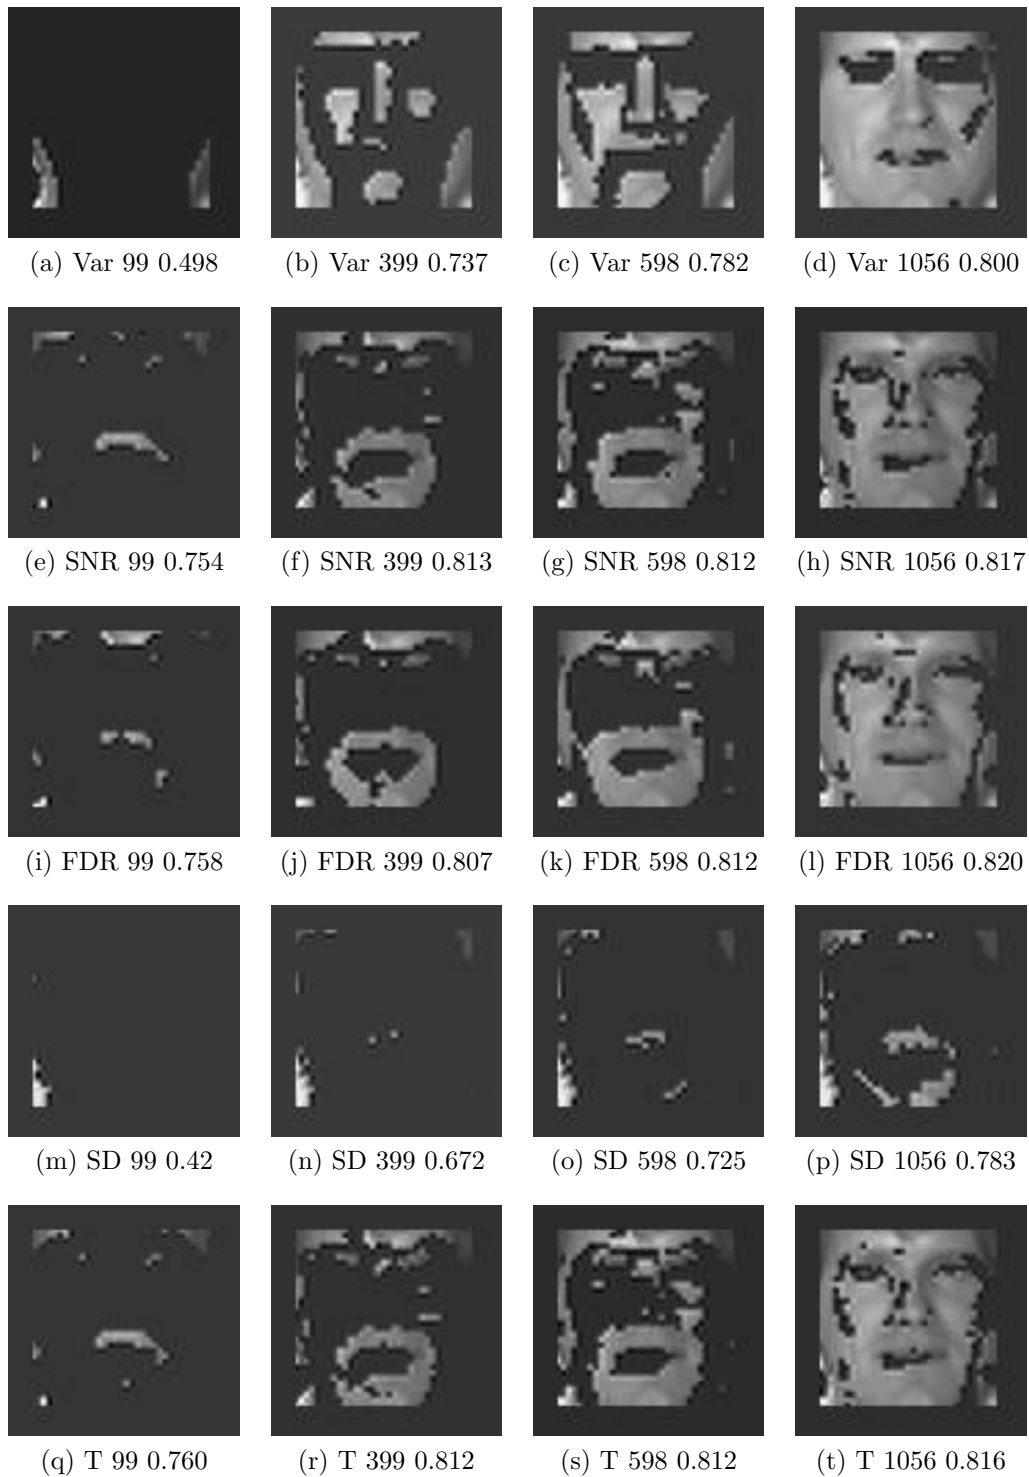 (a) Var 99 0.498 (b) Var 399 0.737 (c) Var 598 0.782 (d) Var 1056 0.800
(e) SNR 99 0.754 (f) SNR 399 0.813 (g) SNR 598 0.812 (h) SNR 1056 0.817
(i) FDR 99 0.758 (j) FDR 399 0.807 (k) FDR 598 0.812 (l) FDR 1056 0.820
(m) SD 99 0.42 (n) SD 399 0.672 (o) SD 598 0.725 (p) SD 1056 0.783
(q) T 99 0.760 (r) T 399 0.812 (s) T 598 0.812 (t) T 1056 0.816